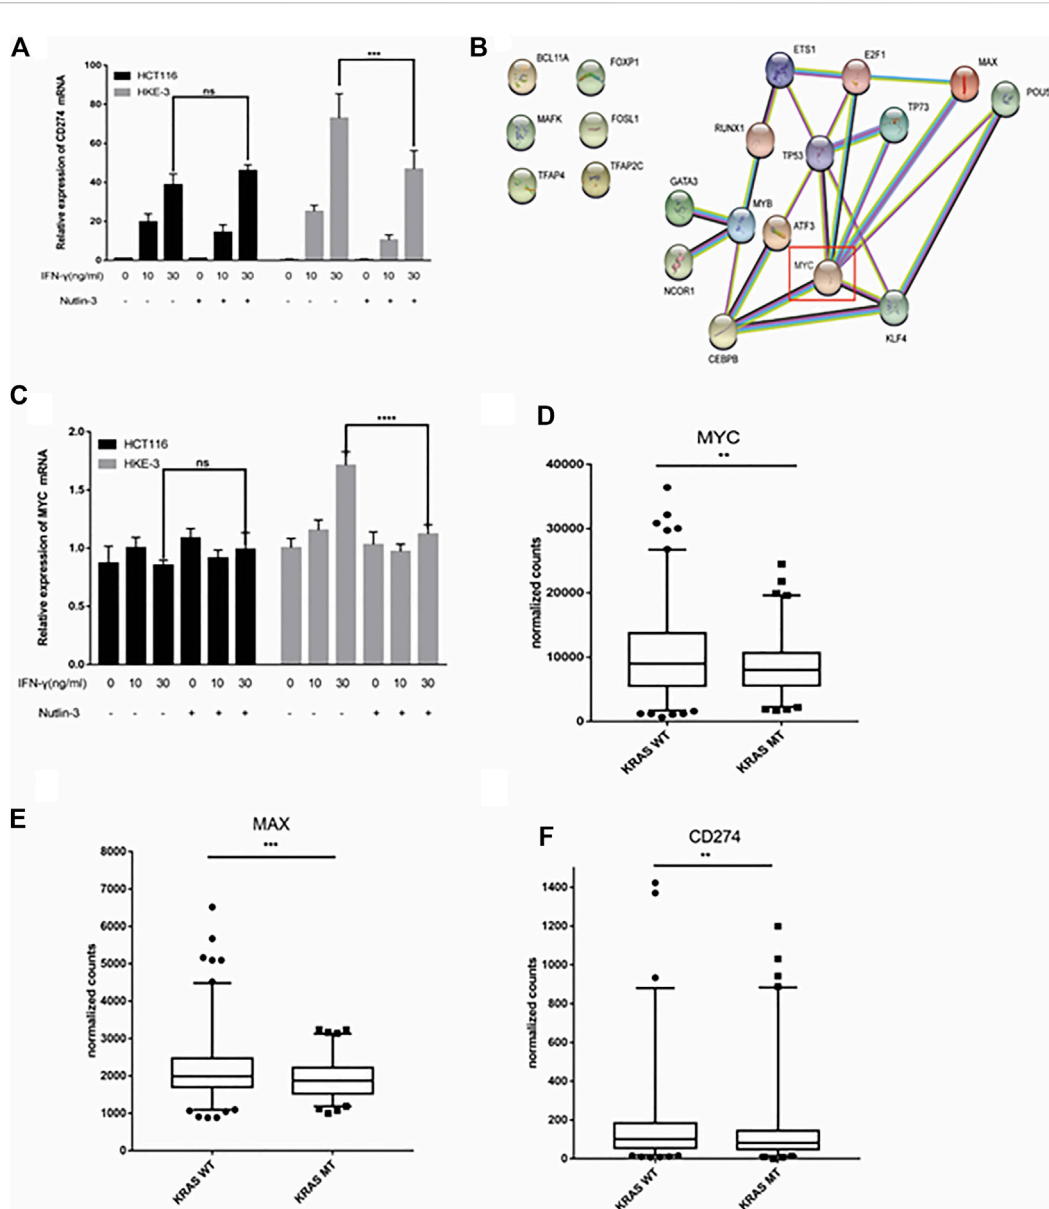 A
Relative expression of CD274 mRNA
100
80
60
40
20
0
HCT116
HKE-3
ns
***
IFN-γ(ng/ml) 0 10 30 0 10 30 0 10 30 0 10 30
Nutlin-3 - - - + + + - - - + + +
B
BCL11A
FOXP1
MAFK
FOSL1
TFAP4
TFAP2C
ETS1
E2F1
MAX
POU5
TP73
RUNX1
TP53
GATA3
MYB
ATF3
NCOR1
MYC
CEBPB
KLF4
C
Relative expression of MYC mRNA
2.0
1.5
1.0
0.5
0.0
HCT116
HKE-3
ns
****
IFN-γ(ng/ml) 0 10 30 0 10 30 0 10 30 0 10 30
Nutlin-3 - - - + + + - - - + + +
D
MYC
**
normalized counts
40000
30000
20000
10000
0
KRAS WT
KRAS MT
E
MAX
***
normalized counts
8000
7000
6000
5000
4000
3000
2000
1000
0
KRAS WT
KRAS MT
F
CD274
**
normalized counts
1400
1200
1000
800
600
400
200
0
KRAS WT
KRAS MT